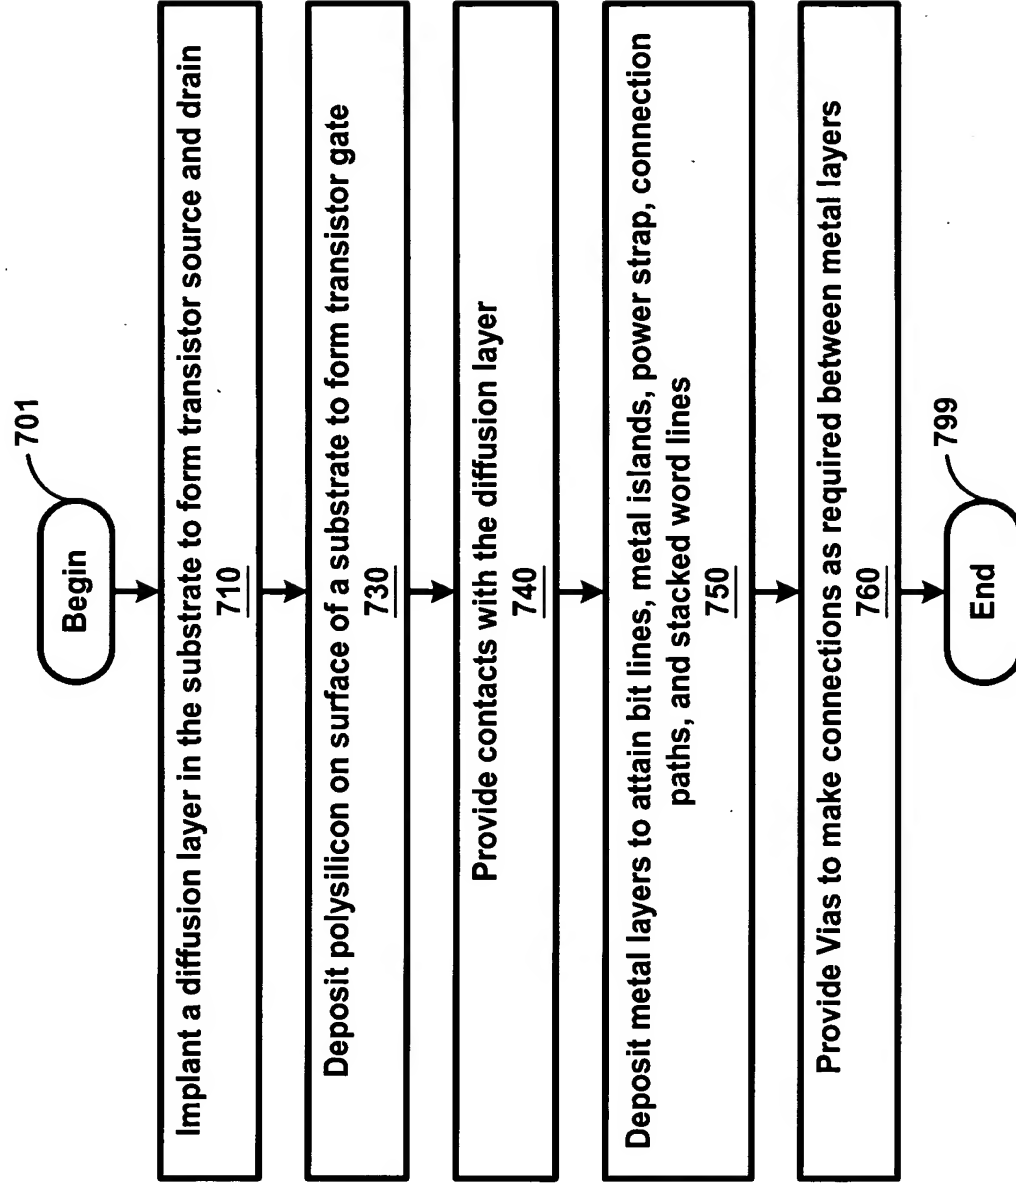 Begin
701
Implant a diffusion layer in the substrate to form transistor source and drain
710
Deposit polysilicon on surface of a substrate to form transistor gate
730
Provide contacts with the diffusion layer
740
Deposit metal layers to attain bit lines, metal islands, power strap, connection
paths, and stacked word lines
750
Provide Vias to make connections as required between metal layers
760
End
799